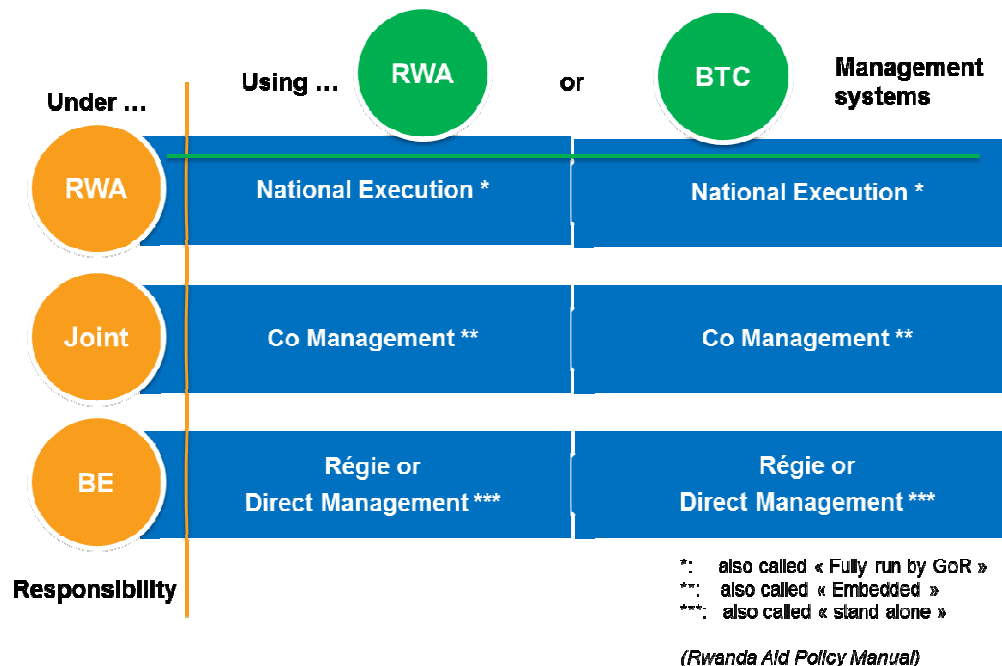 Under ...
Using ...
RWA
or
BTC
Management
systems
RWA
National Execution *
National Execution *
Joint
Co Management **
Co Management **
BE
Régie or
Direct Management ***
Régie or
Direct Management ***
Responsibility
*: also called « Fully run by GoR »
**: also called « Embedded »
***: also called « stand alone »
(Rwanda Aid Policy Manual)